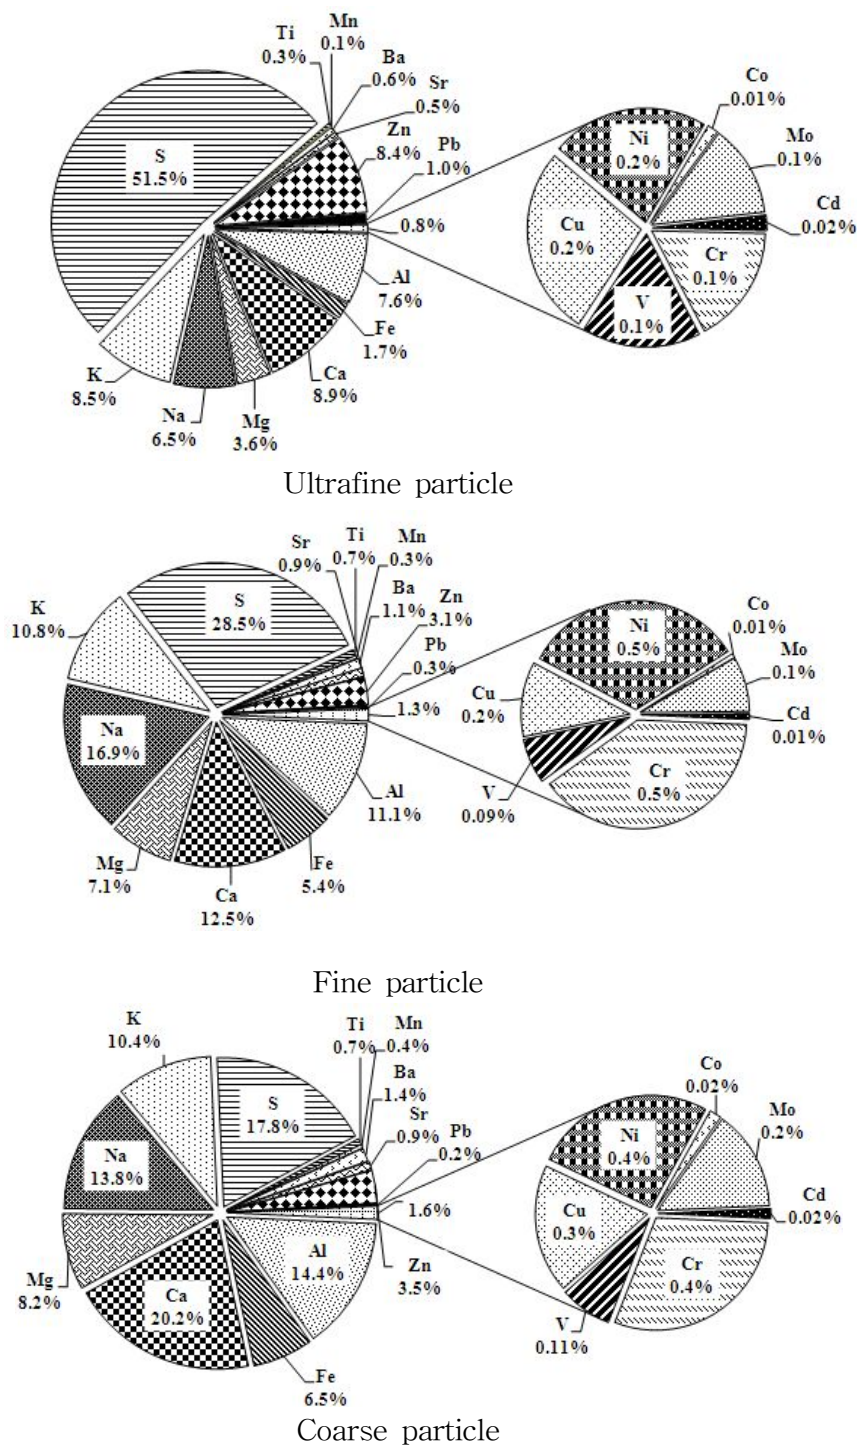 Mn
0.1%
Ti
0.3%
Ba
0.6%
Sr
0.5%
Zn
8.4%
Pb
1.0%
0.8%
Al
7.6%
Fe
1.7%
Ca
8.9%
Mg
3.6%
Na
6.5%
K
8.5%
S
51.5%
Ni
0.2%
Co
0.01%
Mo
0.1%
Cd
0.02%
Cr
0.1%
V
0.1%
Cu
0.2%
Ultrafine particle
Sr
0.9%
Ti
0.7%
Mn
0.3%
Ba
1.1%
Zn
3.1%
Pb
0.3%
1.3%
Al
11.1%
Fe
5.4%
Ca
12.5%
Mg
7.1%
Na
16.9%
K
10.8%
S
28.5%
Ni
0.5%
Co
0.01%
Mo
0.1%
Cd
0.01%
Cr
0.5%
V
0.09%
Cu
0.2%
Fine particle
K
10.4%
S
17.8%
Ti
0.7%
Mn
0.4%
Ba
1.4%
Sr
0.9%
Pb
0.2%
1.6%
Zn
3.5%
Al
14.4%
Fe
6.5%
Ca
20.2%
Mg
8.2%
Na
13.8%
Ni
0.4%
Co
0.02%
Mo
0.2%
Cd
0.02%
Cr
0.4%
V
0.11%
Cu
0.3%
Coarse particle